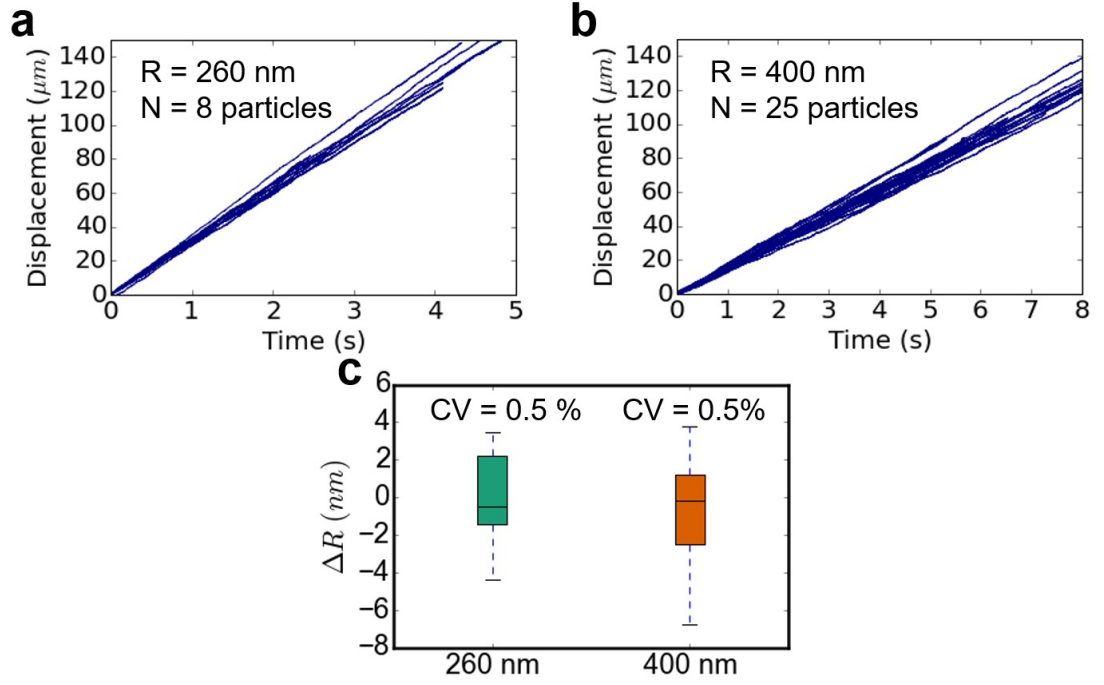 a
b
140
120
100
80
60
40
20
0
Displacement (μm)
R = 260 nm
N = 8 particles
0 1 2 3 4 5
Time (s)
140
120
100
80
60
40
20
0
Displacement (μm)
R = 400 nm
N = 25 particles
0 1 2 3 4 5 6 7 8
Time (s)
c
6
4
2
0
−2
−4
−6
−8
ΔR (nm)
CV = 0.5 % CV = 0.5%
260 nm 400 nm